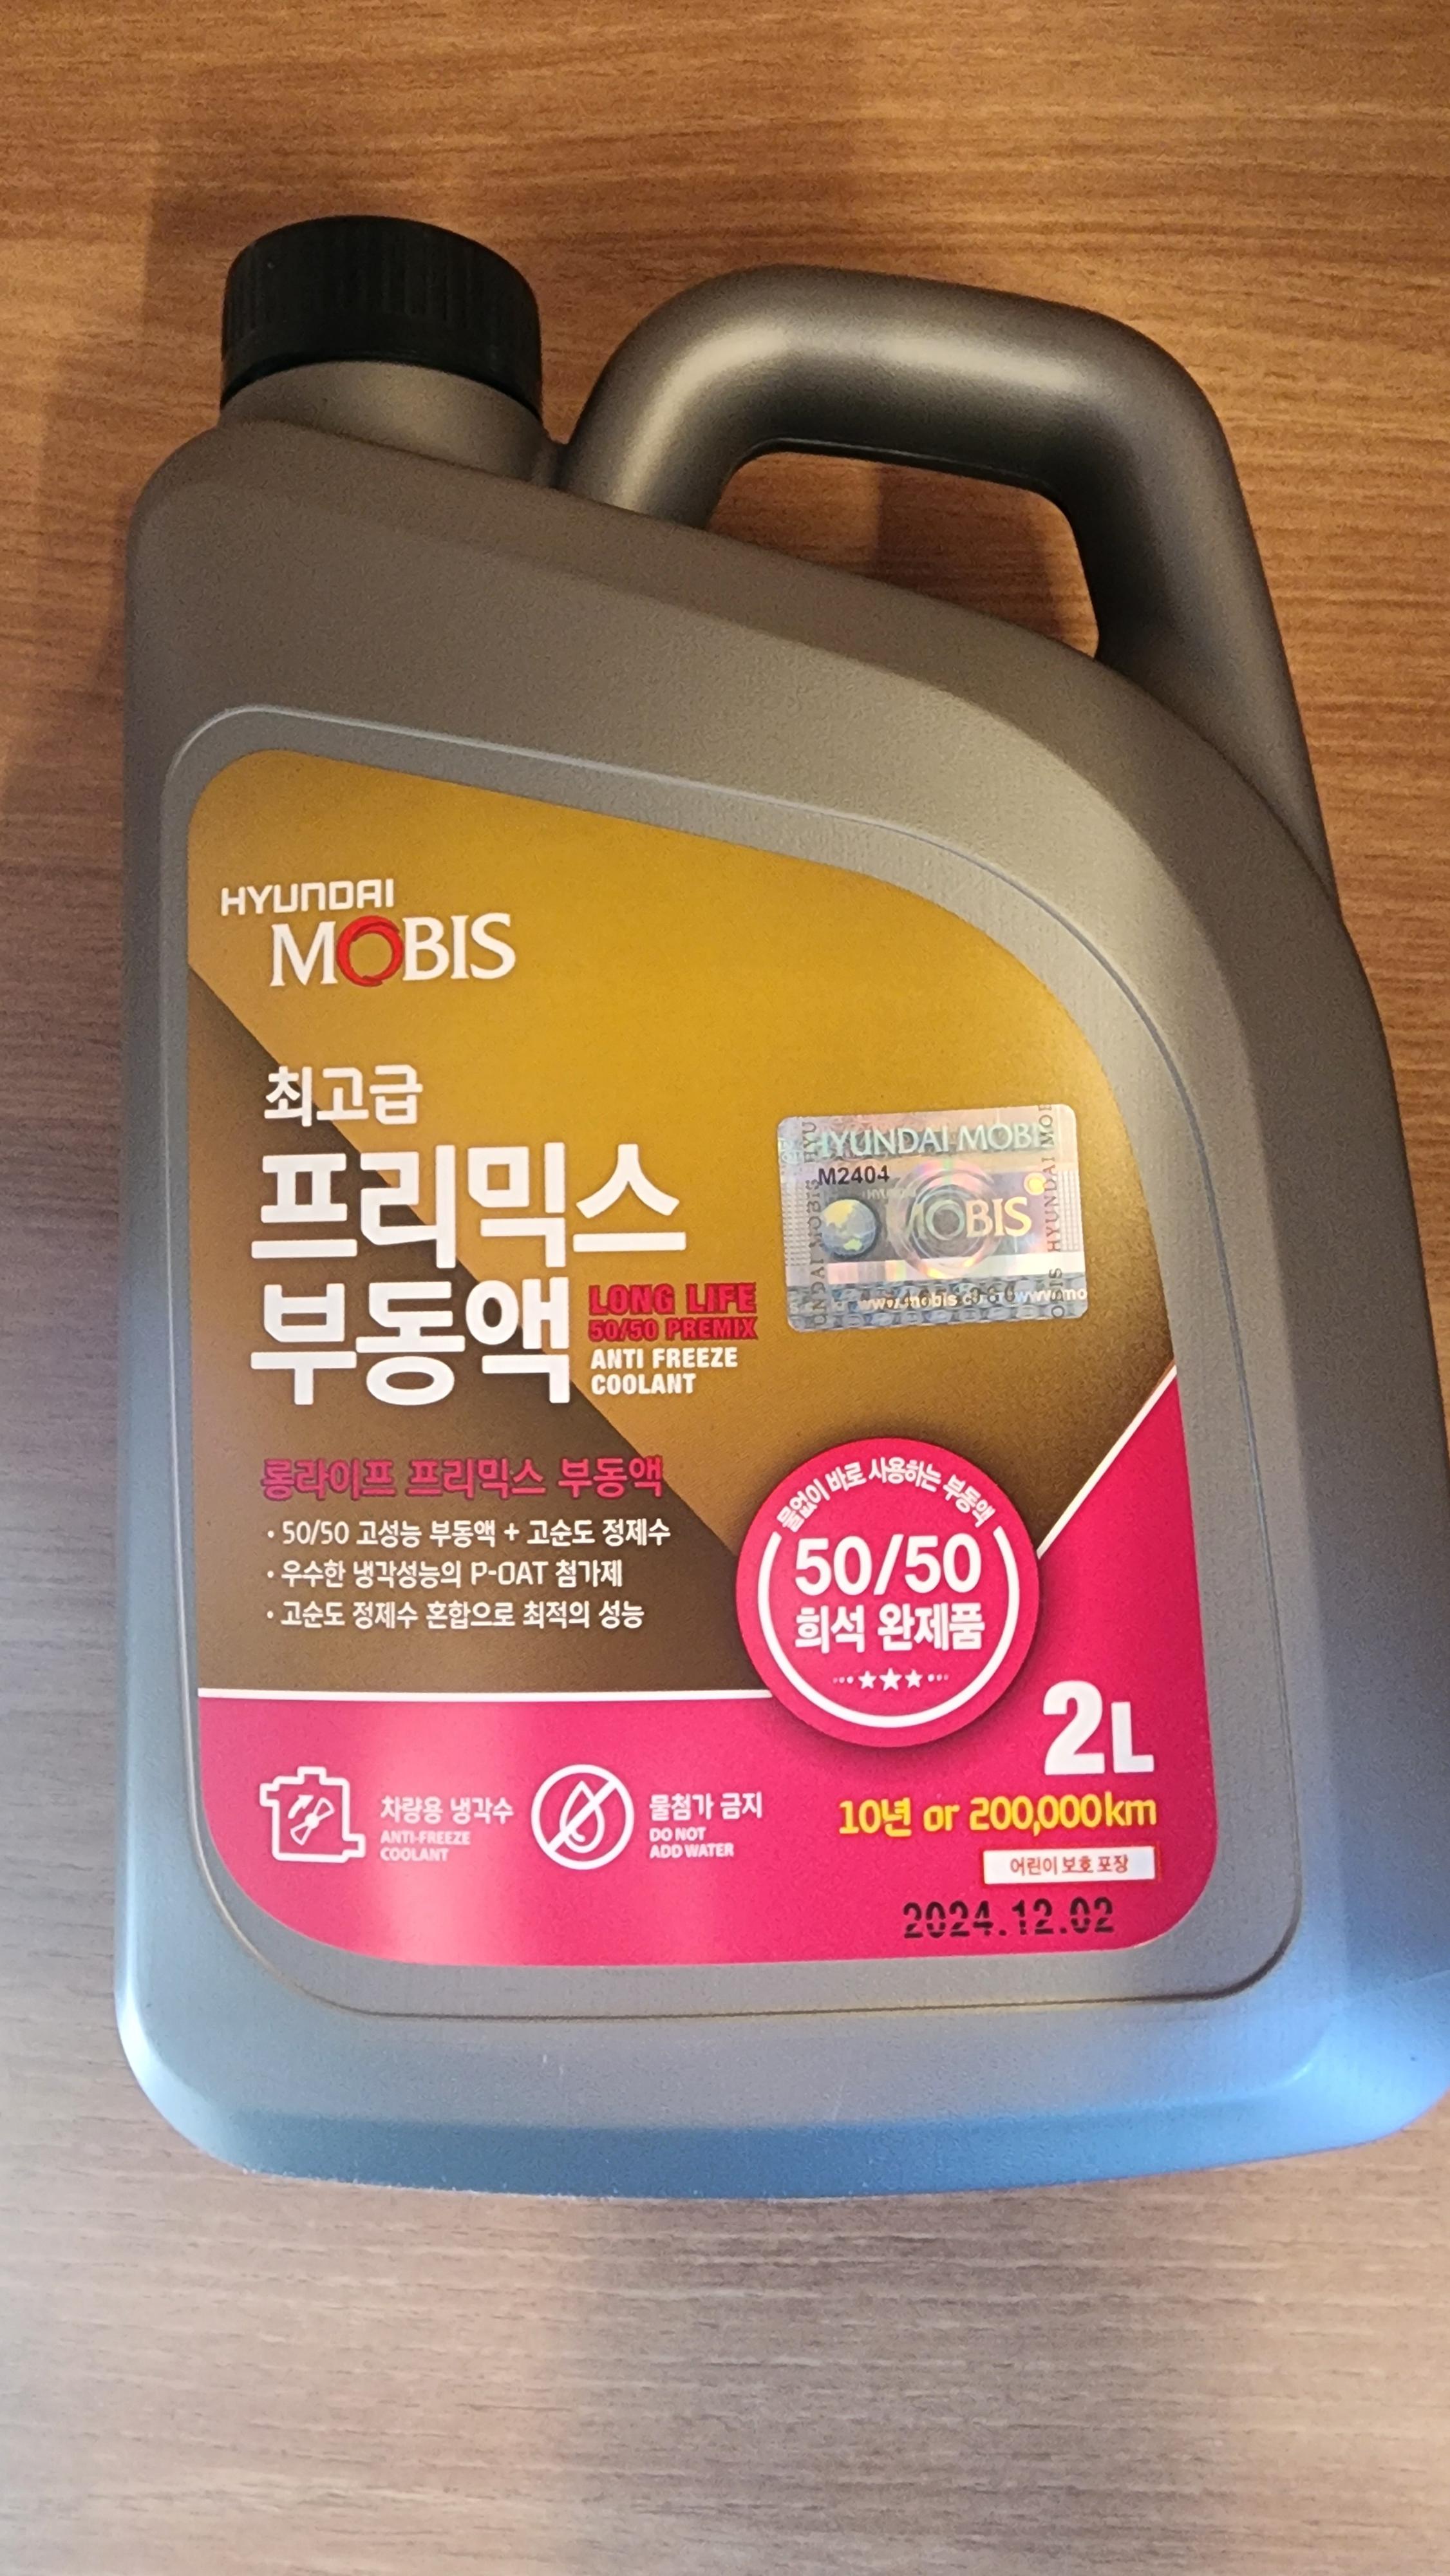 HYUNDAI
MOBIS
최고급
프리믹스
부동액
LONG LIFE
50/50 PREMIX
ANTI FREEZE
COOLANT
HYUNDAI MOBIS
M2404
MOBIS
롱라이프 프리믹스 부동액
• 50/50 고성능 부동액 + 고순도 정제수
• 우수한 냉각성능의 P-OAT 첨가제
• 고순도 정제수 혼합으로 최적의 성능
물없이 바로 사용하는 부동액
50/50
희석 완제품
2L
10년 or 200,000km
어린이 보호 포장
2024.12.02
차량용 냉각수
ANTI-FREEZE
COOLANT
물첨가 금지
DO NOT
ADD WATER